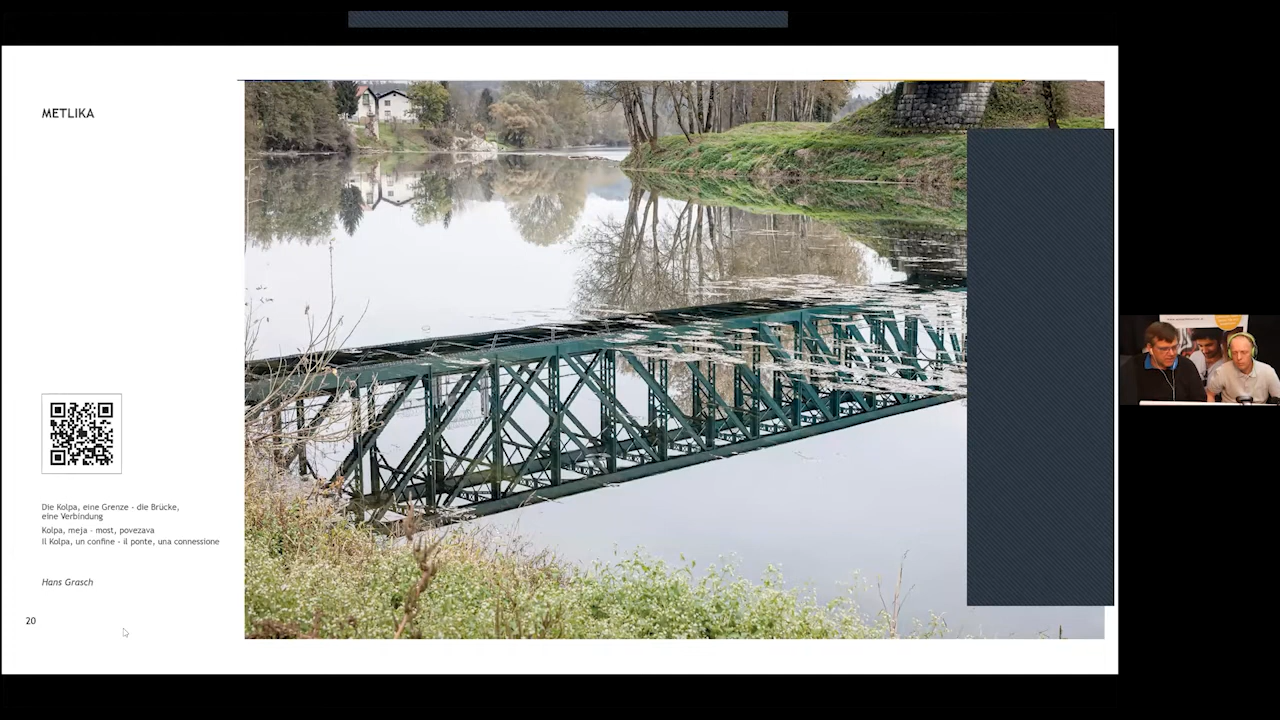 METLIKA
Die Kolpa, eine Grenze - die Brücke,
eine Verbindung
Kolpa, meja - most, povezava
Il Kolpa, un confine - il ponte, una connessione
Hans Grasch
20